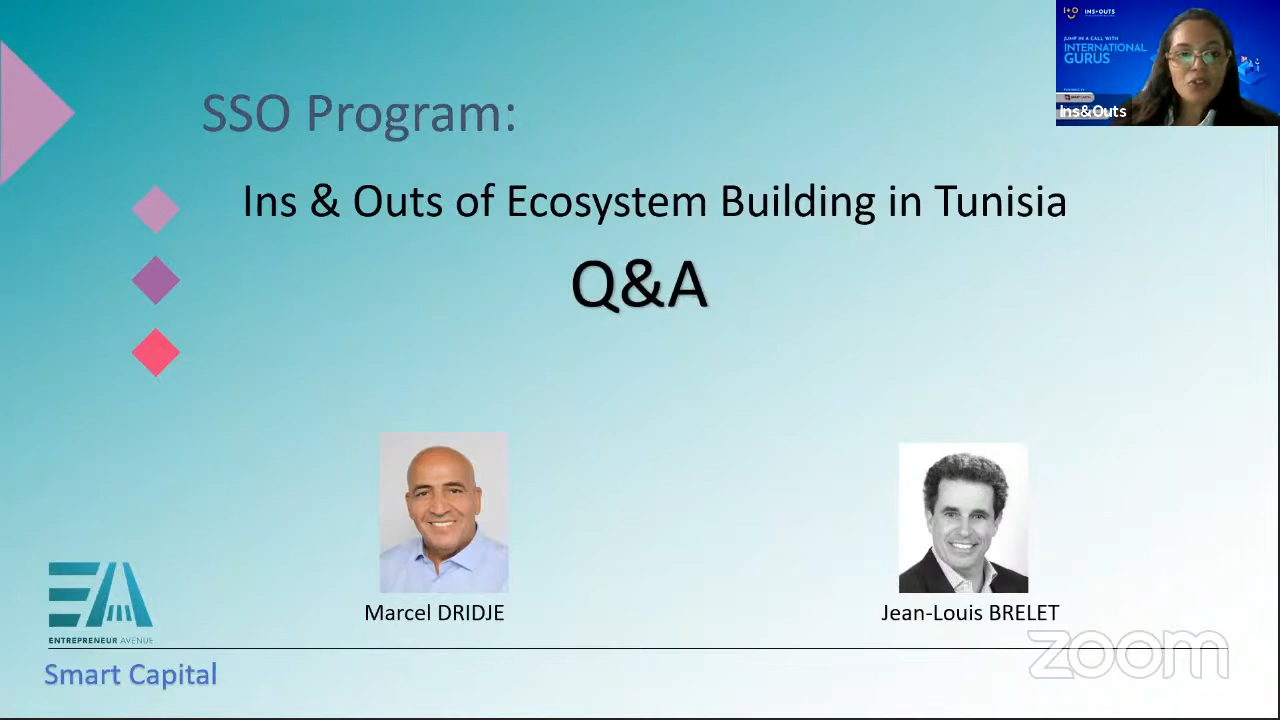 INS+OUTS
JUMP IN A CALL WITH
INTERNATIONAL
GURUS
Ins&Outs
SSO Program:
Ins & Outs of Ecosystem Building in Tunisia
Q&A
Marcel DRIDJE
Jean-Louis BRELET
EA
ENTREPRENEUR AVENUE
zoom
Smart Capital